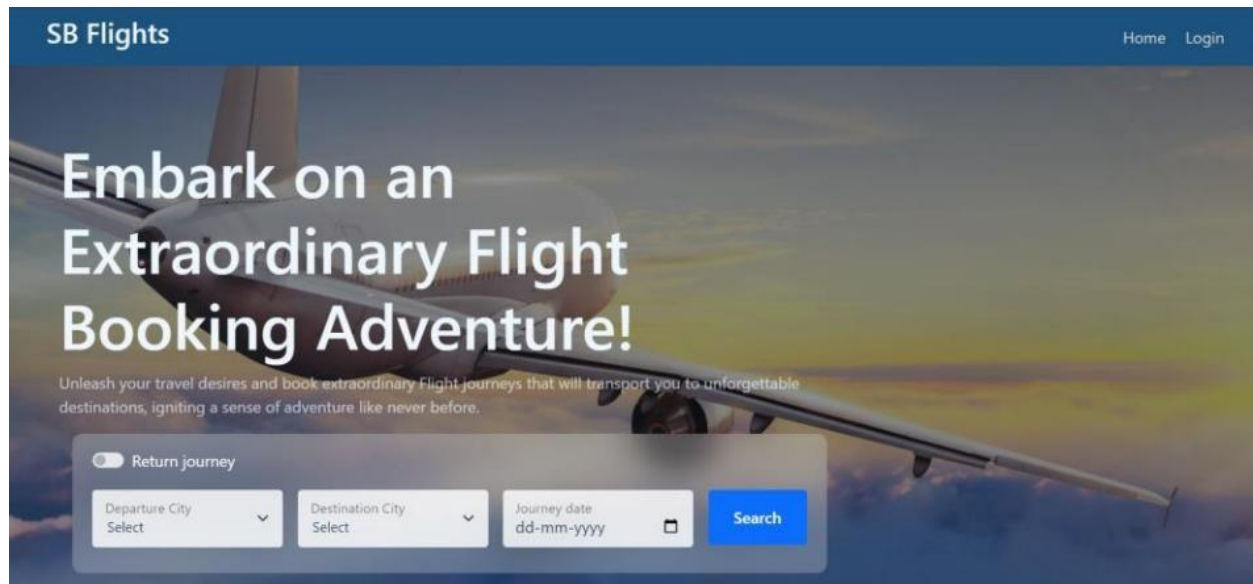 SB Flights
Home Login
Embark on an
Extraordinary Flight
Booking Adventure!
Unleash your travel desires and book extraordinary Flight journeys that will transport you to unforgettable
destinations, igniting a sense of adventure like never before.
Return journey
Departure City
Select
Destination City
Select
Journey date
dd-mm-yyyy
Search